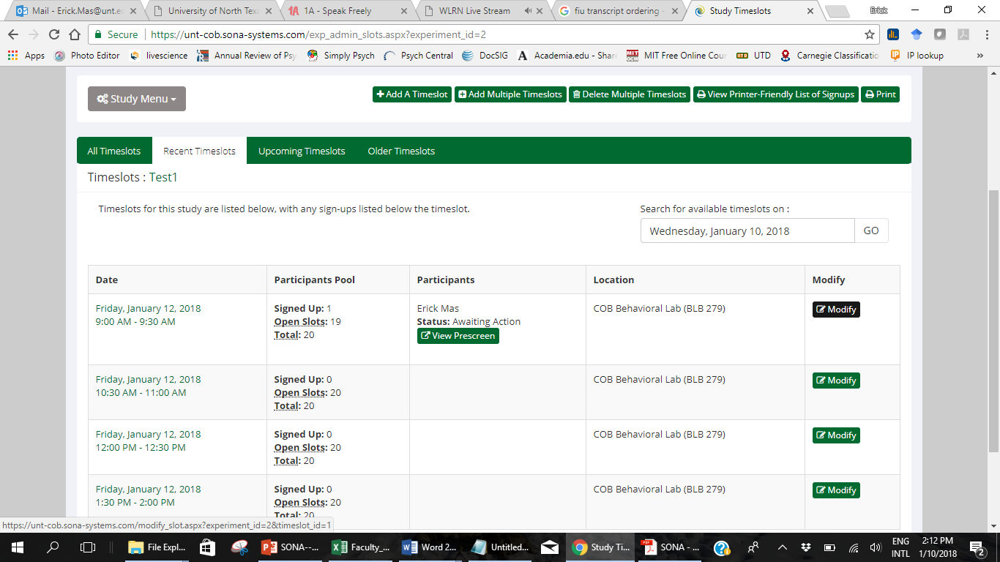 Mail - Erick.Mas@unt.e
University of North Tex
1A - Speak Freely
WLRN Live Stream
fiu transcript ordering -
Study Timeslots
Erick
Secure
https://unt-cob.sona-systems.com/exp_admin_slots.aspx?experiment_id=2
Apps
Photo Editor
livescience
Annual Review of Psy
Simply Psych
Psych Central
DocSIG
Academia.edu - Share
MIT Free Online Cour
UTD
Carnegie Classificatio
IP lookup
Study Menu
Add A Timeslot
Add Multiple Timeslots
Delete Multiple Timeslots
View Printer-Friendly List of Signups
Print
All Timeslots
Recent Timeslots
Upcoming Timeslots
Older Timeslots
Timeslots : Test1
Timeslots for this study are listed below, with any sign-ups listed below the timeslot.
Search for available timeslots on :
Wednesday, January 10, 2018
GO
Date
Participants Pool
Participants
Location
Modify
Friday, January 12, 2018
9:00 AM - 9:30 AM
Signed Up: 1
Open Slots: 19
Total: 20
Erick Mas
Status: Awaiting Action
View Prescreen
COB Behavioral Lab (BLB 279)
Modify
Friday, January 12, 2018
10:30 AM - 11:00 AM
Signed Up: 0
Open Slots: 20
Total: 20
COB Behavioral Lab (BLB 279)
Modify
Friday, January 12, 2018
12:00 PM - 12:30 PM
Signed Up: 0
Open Slots: 20
Total: 20
COB Behavioral Lab (BLB 279)
Modify
Friday, January 12, 2018
1:30 PM - 2:00 PM
Signed Up: 0
Open Slots: 20
Total: 20
COB Behavioral Lab (BLB 279)
Modify
https://unt-cob.sona-systems.com/modify_slot.aspx?experiment_id=2&timeslot_id=1
File Expl...
SONA--...
Faculty_...
Word 2...
Untitled...
Study Ti...
SONA - ...
ENG
INTL
2:12 PM
1/10/2018
2